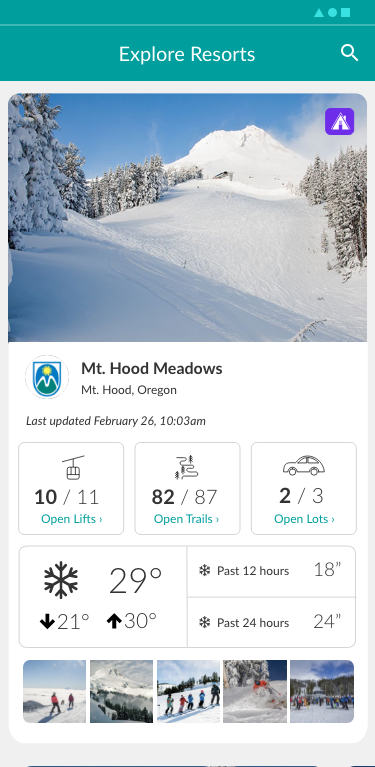 Explore Resorts
Mt. Hood Meadows
Mt. Hood, Oregon
Last updated February 26, 10:03am
10 / 11
Open Lifts ›
82 / 87
Open Trails ›
2 / 3
Open Lots ›
29°
21° 30°
Past 12 hours 18”
Past 24 hours 24”